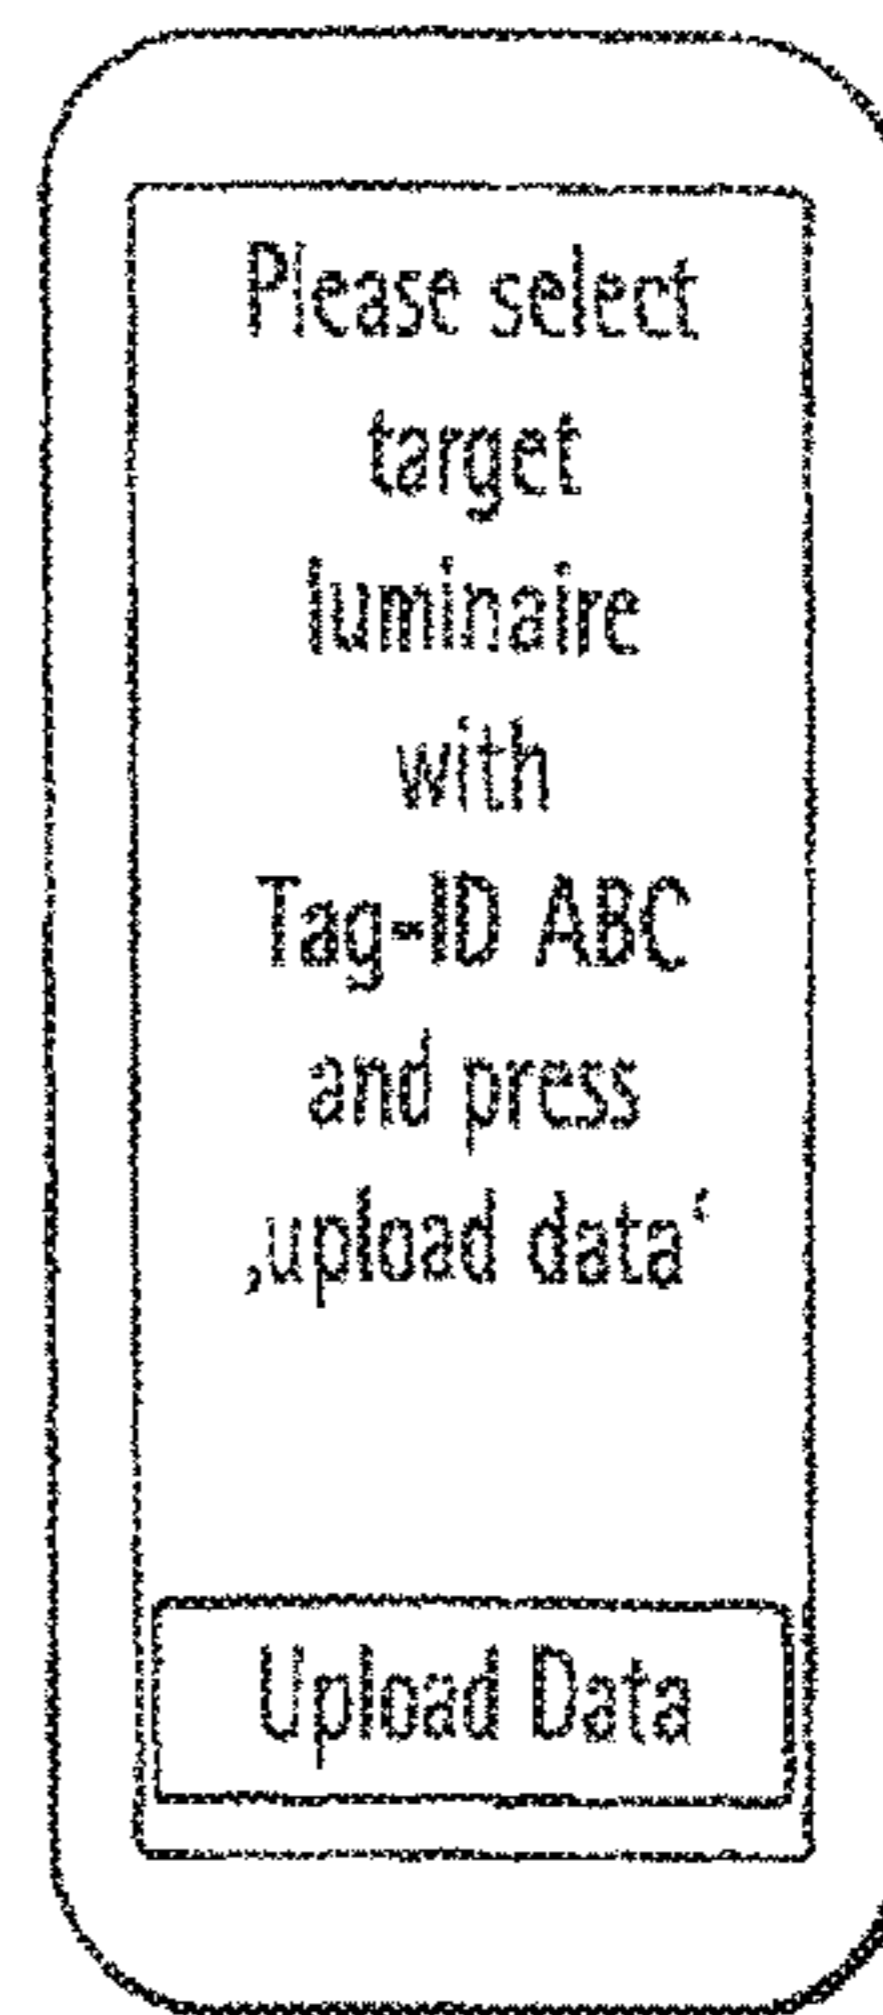 Please select
target
luminaire
with
Tag-ID ABC
and press
‚upload data‘
Upload Data